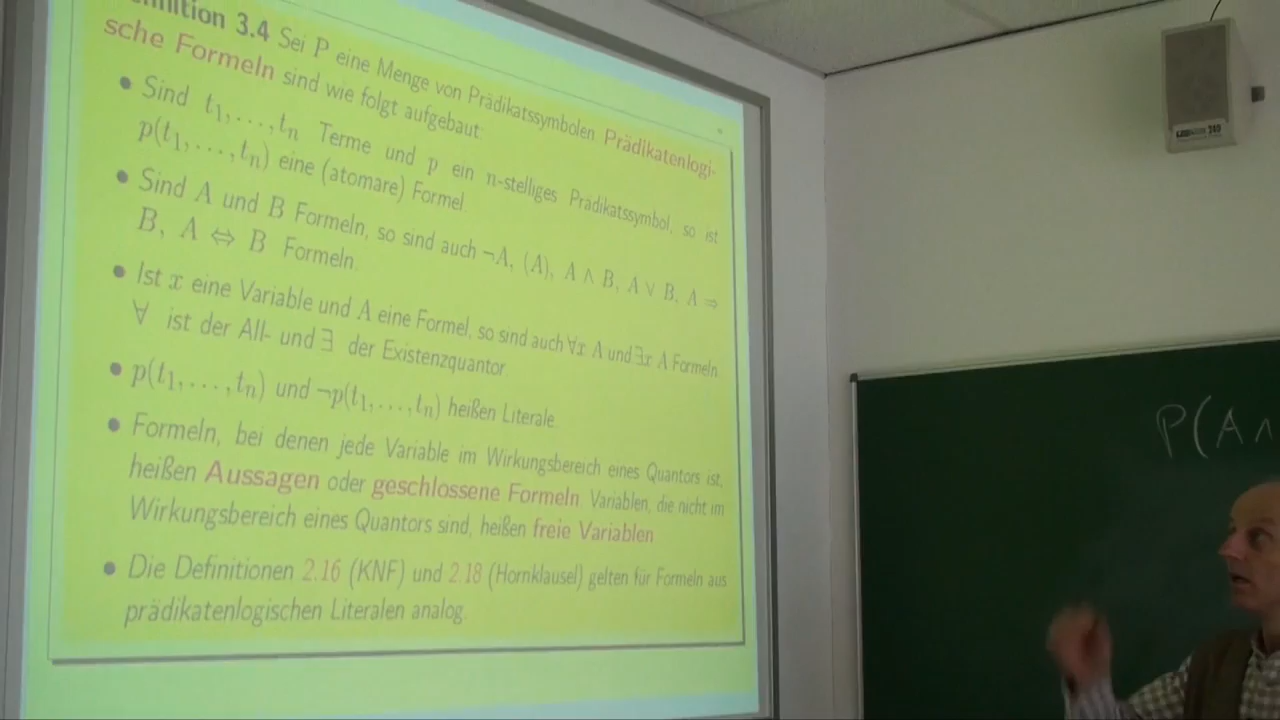 inition 3.4 Sei P eine Menge von Prädikatssymbolen. Prädikatenlogi-
sche Formeln sind wie folgt aufgebaut:
• Sind t₁,...,tₙ Terme und p ein n-stelliges Prädikatssymbol, so ist
p(t₁,...,tₙ) eine (atomare) Formel.
• Sind A und B Formeln, so sind auch ¬A, (A), A ∧ B, A ∨ B, A ⇒
B, A ⇔ B Formeln.
• Ist x eine Variable und A eine Formel, so sind auch ∀x A und ∃x A Formeln.
∀ ist der All- und ∃ der Existenzquantor
• p(t₁,...,tₙ) und ¬p(t₁,...,tₙ) heißen Literale.
• Formeln, bei denen jede Variable im Wirkungsbereich eines Quantors ist,
heißen Aussagen oder geschlossene Formeln. Variablen, die nicht im
Wirkungsbereich eines Quantors sind, heißen freie Variablen.
• Die Definitionen 2.16 (KNF) und 2.18 (Hornklausel) gelten für Formeln aus
prädikatenlogischen Literalen analog.
P(A ∧